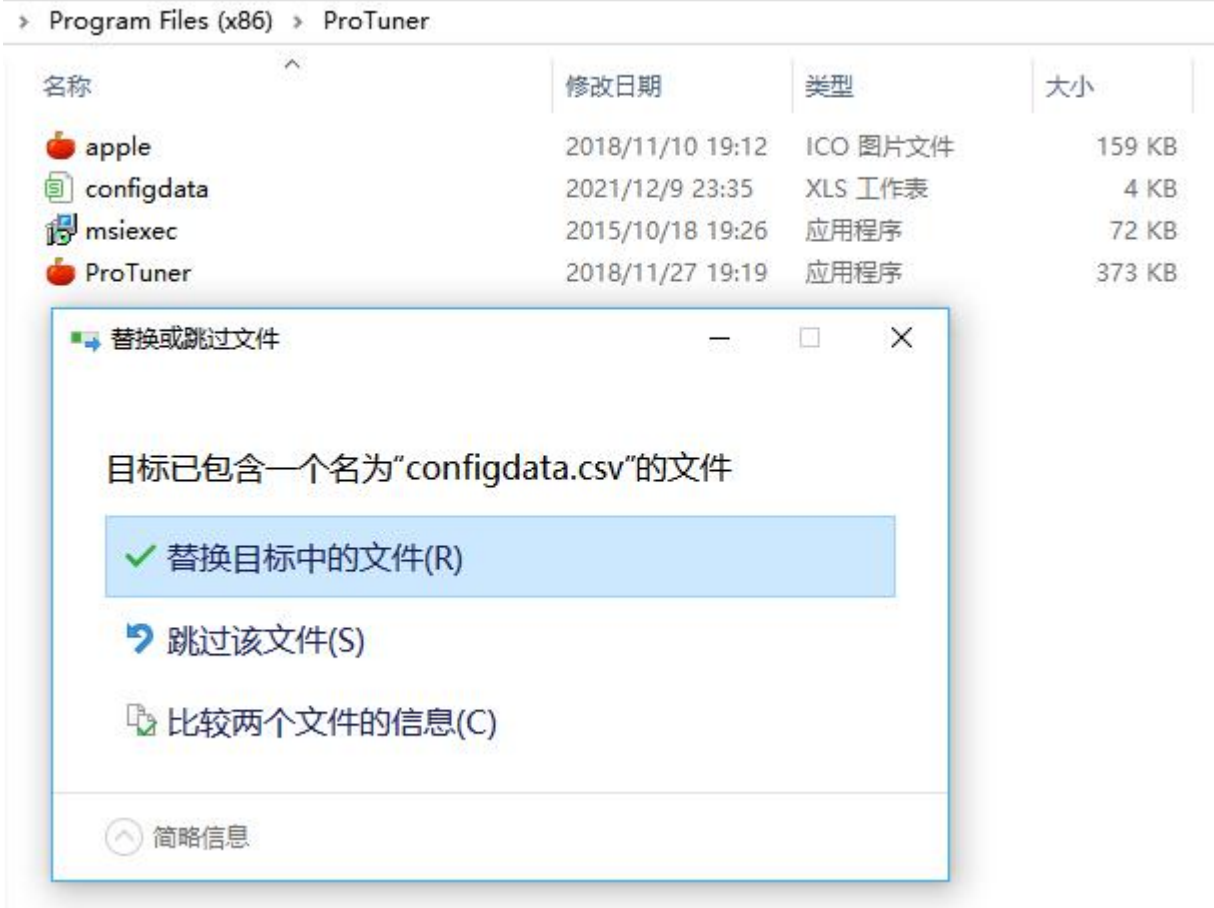 › Program Files (x86) › ProTuner
名称 修改日期 类型 大小
apple 2018/11/10 19:12 ICO 图片文件 159 KB
configdata 2021/12/9 23:35 XLS 工作表 4 KB
msiexec 2015/10/18 19:26 应用程序 72 KB
ProTuner 2018/11/27 19:19 应用程序 373 KB
替换或跳过文件
目标已包含一个名为"configdata.csv"的文件
替换目标中的文件(R)
跳过该文件(S)
比较两个文件的信息(C)
简略信息